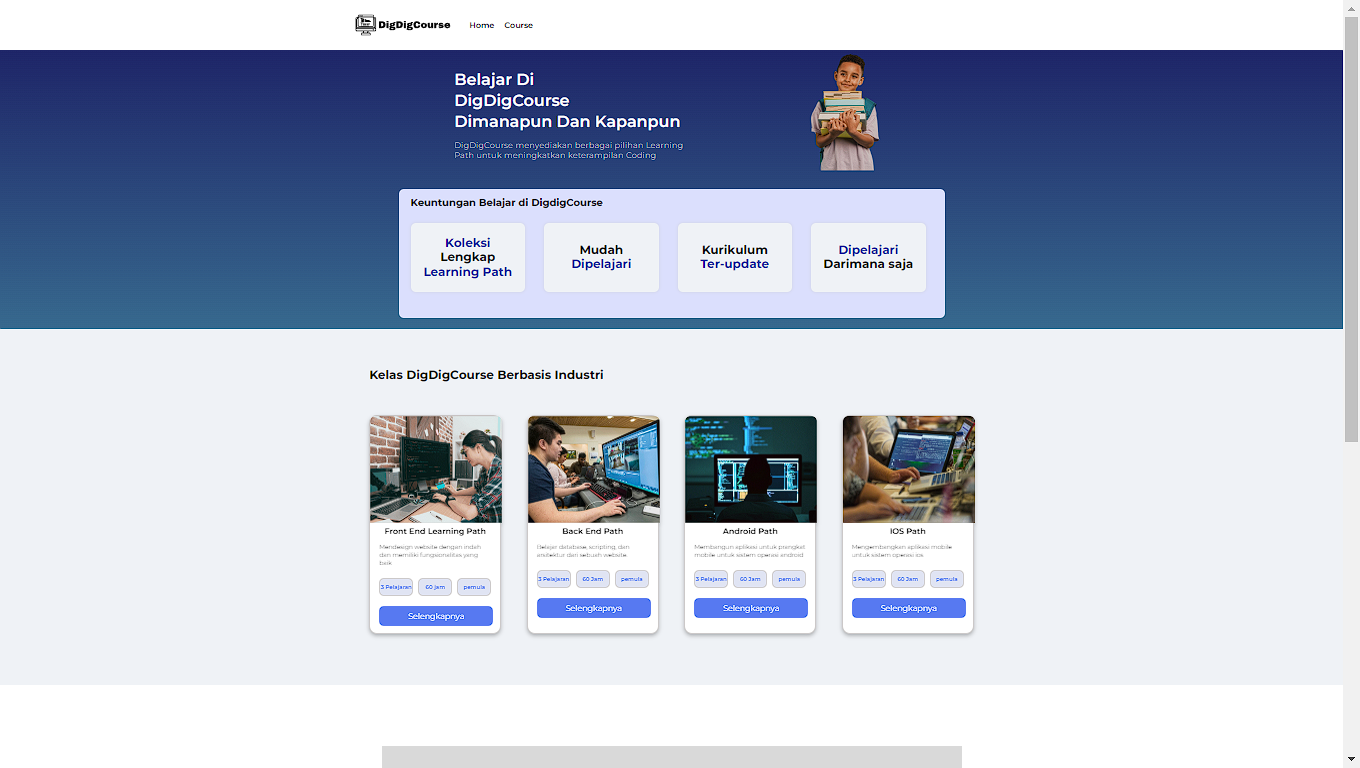 DigDigCourse
Home
Course
Belajar Di
DigDigCourse
Dimanapun Dan Kapanpun
DigDigCourse menyediakan berbagai pilihan Learning
Path untuk meningkatkan keterampilan Coding
Keuntungan Belajar di DigdigCourse
Koleksi
Lengkap
Learning Path
Mudah
Dipelajari
Kurikulum
Ter-update
Dipelajari
Darimana saja
Kelas DigDigCourse Berbasis Industri
Front End Learning Path
Mendesign website dengan indah
dan memiliki fungsionalitas yang
baik
3 Pelajaran
60 jam
pemula
Selengkapnya
Back End Path
Belajar database, scripting, dan
arsitektur dari sebuah website
3 Pelajaran
60 Jam
pemula
Selengkapnya
Android Path
Membangun aplikasi untuk prangkat
mobile untuk sistem operasi android
3 Pelajaran
60 Jam
pemula
Selengkapnya
IOS Path
Mengembangkan aplikasi mobile
untuk sistem operasi ios
3 Pelajaran
60 Jam
pemula
Selengkapnya